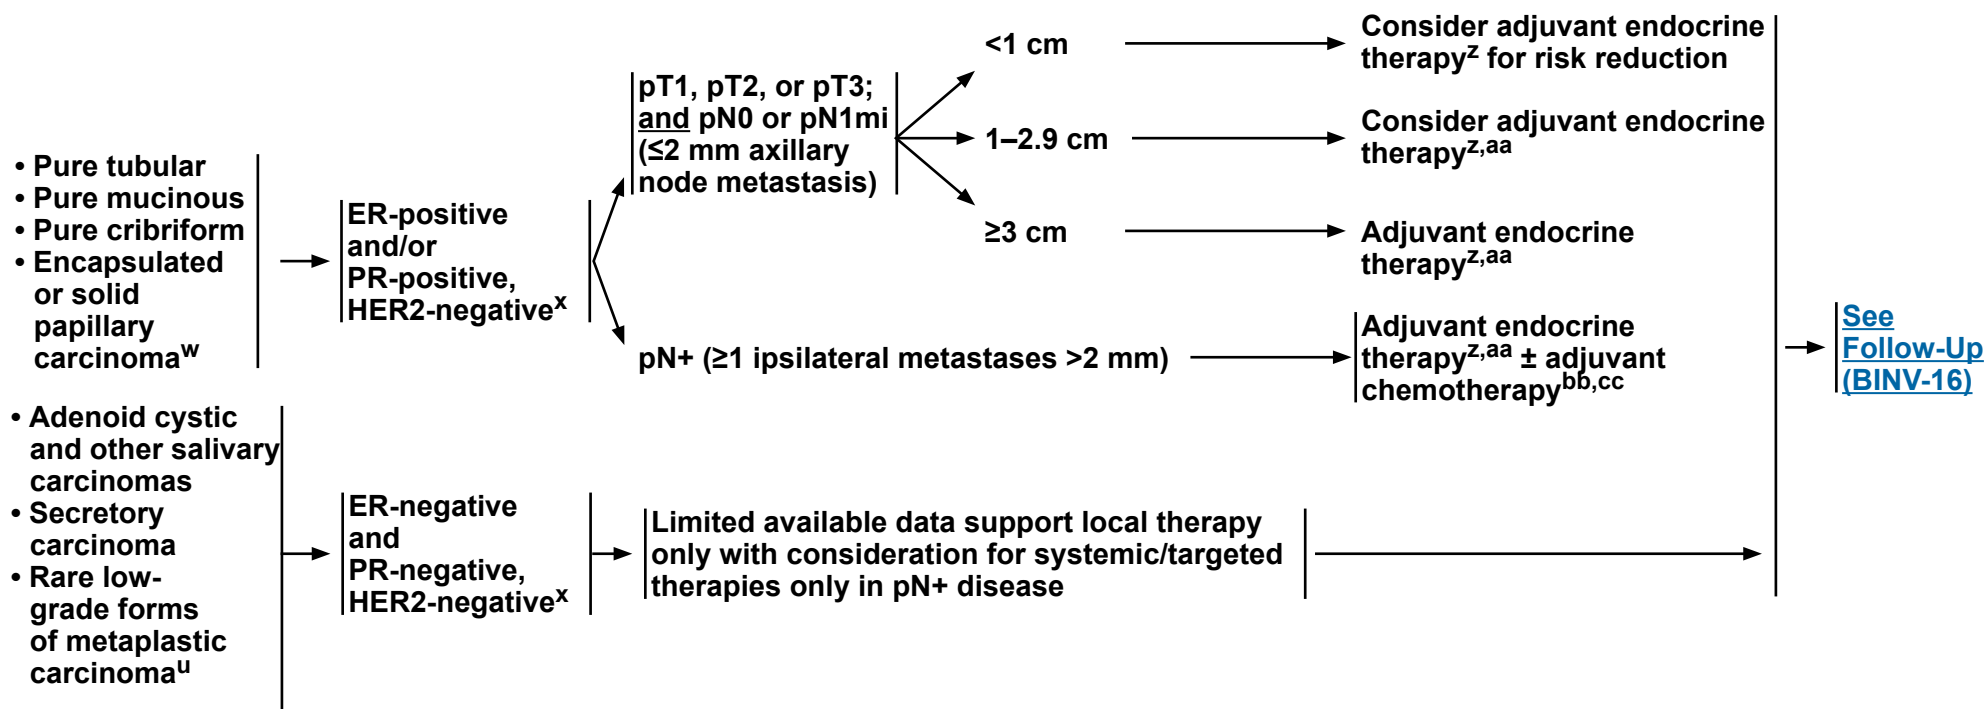 • Pure tubular
• Pure mucinous
• Pure cribriform
• Encapsulated
or solid
papillary
carcinomaw
ER-positive
and/or
PR-positive,
HER2-negativex
pT1, pT2, or pT3;
and pN0 or pN1mi
(≤2 mm axillary
node metastasis)
<1 cm
Consider adjuvant endocrine
therapyz for risk reduction
1–2.9 cm
Consider adjuvant endocrine
therapyz,aa
≥3 cm
Adjuvant endocrine
therapyz,aa
pN+ (≥1 ipsilateral metastases >2 mm)
Adjuvant endocrine
therapyz,aa ± adjuvant
chemotherapybb,cc
• Adenoid cystic
and other salivary
carcinomas
• Secretory
carcinoma
• Rare low-
grade forms
of metaplastic
carcinomau
ER-negative
and
PR-negative,
HER2-negativex
Limited available data support local therapy
only with consideration for systemic/targeted
therapies only in pN+ disease
See
Follow-Up
(BINV-16)